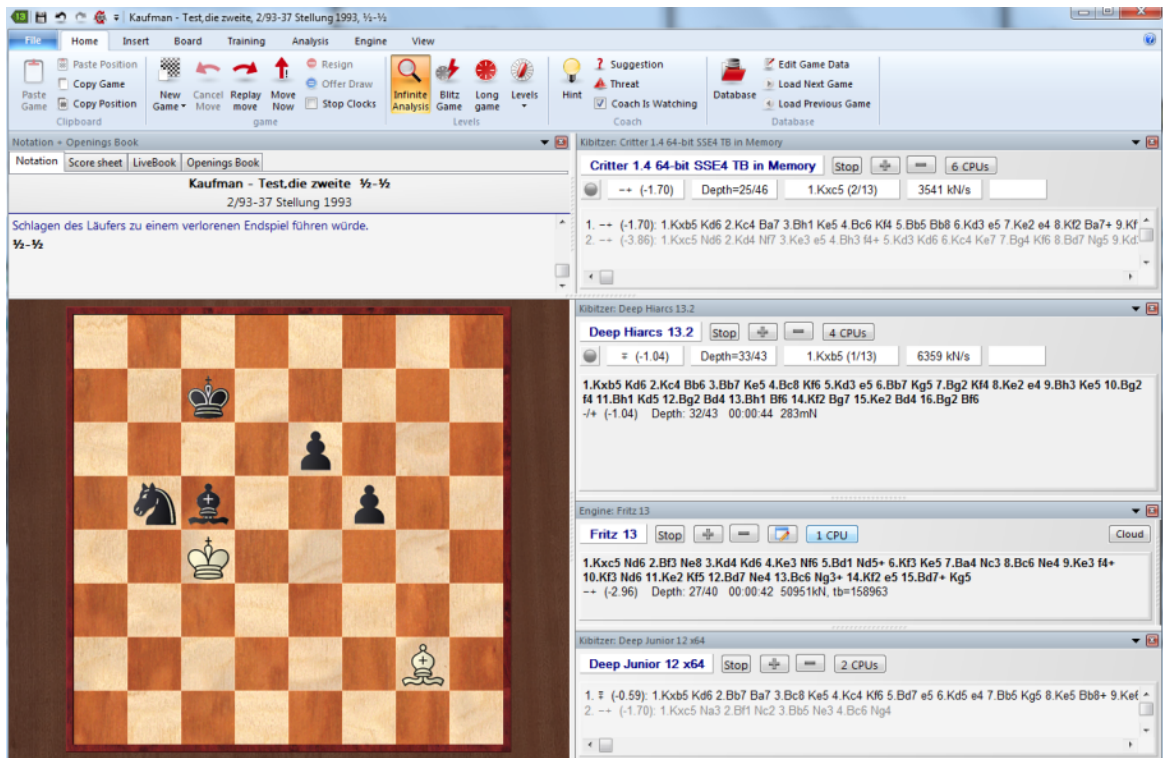 13 Kaufman - Test,die zweite, 2/93-37 Stellung 1993, ½-½
File Home Insert Board Training Analysis Engine View
Paste Game
Paste Position
Copy Game
Copy Position
Clipboard
New Game
Cancel Move
Replay move
Move Now
Resign
Offer Draw
Stop Clocks
game
Infinite Analysis
Blitz Game
Long game
Levels
Levels
Hint
? Suggestion
Threat
Coach Is Watching
Coach
Database
Edit Game Data
Load Next Game
Load Previous Game
Database
Notation + Openings Book
Notation Score sheet LiveBook Openings Book
Kaufman - Test,die zweite ½-½
2/93-37 Stellung 1993
Schlagen des Läufers zu einem verlorenen Endspiel führen würde.
½-½
Kibitzer: Critter 1.4 64-bit SSE4 TB in Memory
Critter 1.4 64-bit SSE4 TB in Memory Stop 6 CPUs
−+ (-1.70) Depth=25/46 1.Kxc5 (2/13) 3541 kN/s
1. −+ (-1.70): 1.Kxb5 Kd6 2.Kc4 Ba7 3.Bh1 Ke5 4.Bc6 Kf4 5.Bb5 Bb8 6.Kd3 e5 7.Ke2 e4 8.Kf2 Ba7+ 9.Kf
2. −+ (-3.86): 1.Kxc5 Nd6 2.Kd4 Nf7 3.Ke3 e5 4.Bh3 f4+ 5.Kd3 Kd6 6.Kc4 Ke7 7.Bg4 Kf6 8.Bd7 Ng5 9.Kd
Kibitzer: Deep Hiarcs 13.2
Deep Hiarcs 13.2 Stop 4 CPUs
∓ (-1.04) Depth=33/43 1.Kxb5 (1/13) 6359 kN/s
1.Kxb5 Kd6 2.Kc4 Bb6 3.Bb7 Ke5 4.Bc8 Kf6 5.Kd3 e5 6.Bb7 Kg5 7.Bg2 Kf4 8.Ke2 e4 9.Bh3 Ke5 10.Bg2
f4 11.Bh1 Kd5 12.Bg2 Bd4 13.Bh1 Bf6 14.Kf2 Bg7 15.Ke2 Bd4 16.Bg2 Bf6
-/+ (-1.04) Depth: 32/43 00:00:44 283mN
Engine: Fritz 13
Fritz 13 Stop 1 CPU Cloud
1.Kxc5 Nd6 2.Bf3 Ne8 3.Kd4 Kd6 4.Ke3 Nf6 5.Bd1 Nd5+ 6.Kf3 Ke5 7.Ba4 Nc3 8.Bc6 Ne4 9.Ke3 f4+
10.Kf3 Nd6 11.Ke2 Kf5 12.Bd7 Ne4 13.Bc6 Ng3+ 14.Kf2 e5 15.Bd7+ Kg5
−+ (-2.96) Depth: 27/40 00:00:42 50951kN, tb=158963
Kibitzer: Deep Junior 12 x64
Deep Junior 12 x64 Stop 2 CPUs
1. ∓ (-0.59): 1.Kxb5 Kd6 2.Bb7 Ba7 3.Bc8 Ke5 4.Kc4 Kf6 5.Bd7 e5 6.Kd5 e4 7.Bb5 Kg5 8.Ke5 Bb8+ 9.Ke6
2. −+ (-1.70): 1.Kxc5 Na3 2.Bf1 Nc2 3.Bb5 Ne3 4.Bc6 Ng4